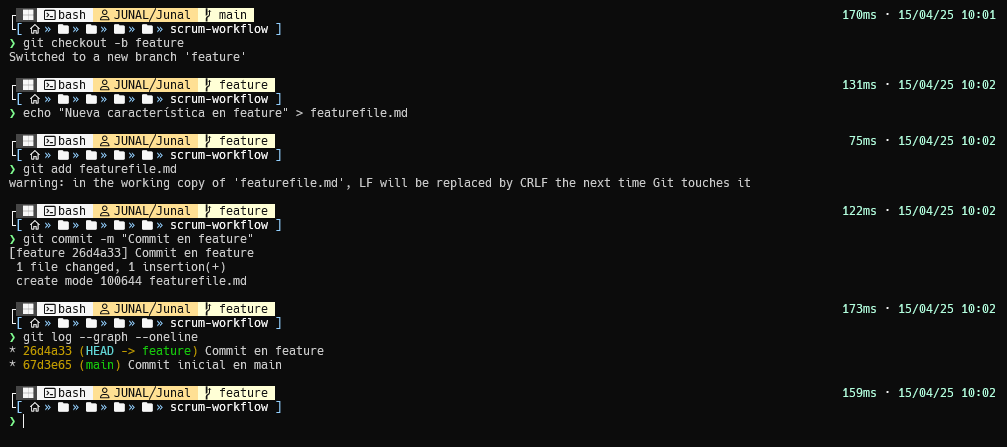 bash JUNAL/Junal main 170ms · 15/04/25 10:01
[ » » » » » scrum-workflow ]
❯ git checkout -b feature
Switched to a new branch 'feature'
bash JUNAL/Junal feature 131ms · 15/04/25 10:02
[ » » » » » scrum-workflow ]
❯ echo "Nueva característica en feature" > featurefile.md
bash JUNAL/Junal feature 75ms · 15/04/25 10:02
[ » » » » » scrum-workflow ]
❯ git add featurefile.md
warning: in the working copy of 'featurefile.md', LF will be replaced by CRLF the next time Git touches it
bash JUNAL/Junal feature 122ms · 15/04/25 10:02
[ » » » » » scrum-workflow ]
❯ git commit -m "Commit en feature"
[feature 26d4a33] Commit en feature
 1 file changed, 1 insertion(+)
 create mode 100644 featurefile.md
bash JUNAL/Junal feature 173ms · 15/04/25 10:02
[ » » » » » scrum-workflow ]
❯ git log --graph --oneline
* 26d4a33 (HEAD -> feature) Commit en feature
* 67d3e65 (main) Commit inicial en main
bash JUNAL/Junal feature 159ms · 15/04/25 10:02
[ » » » » » scrum-workflow ]
❯